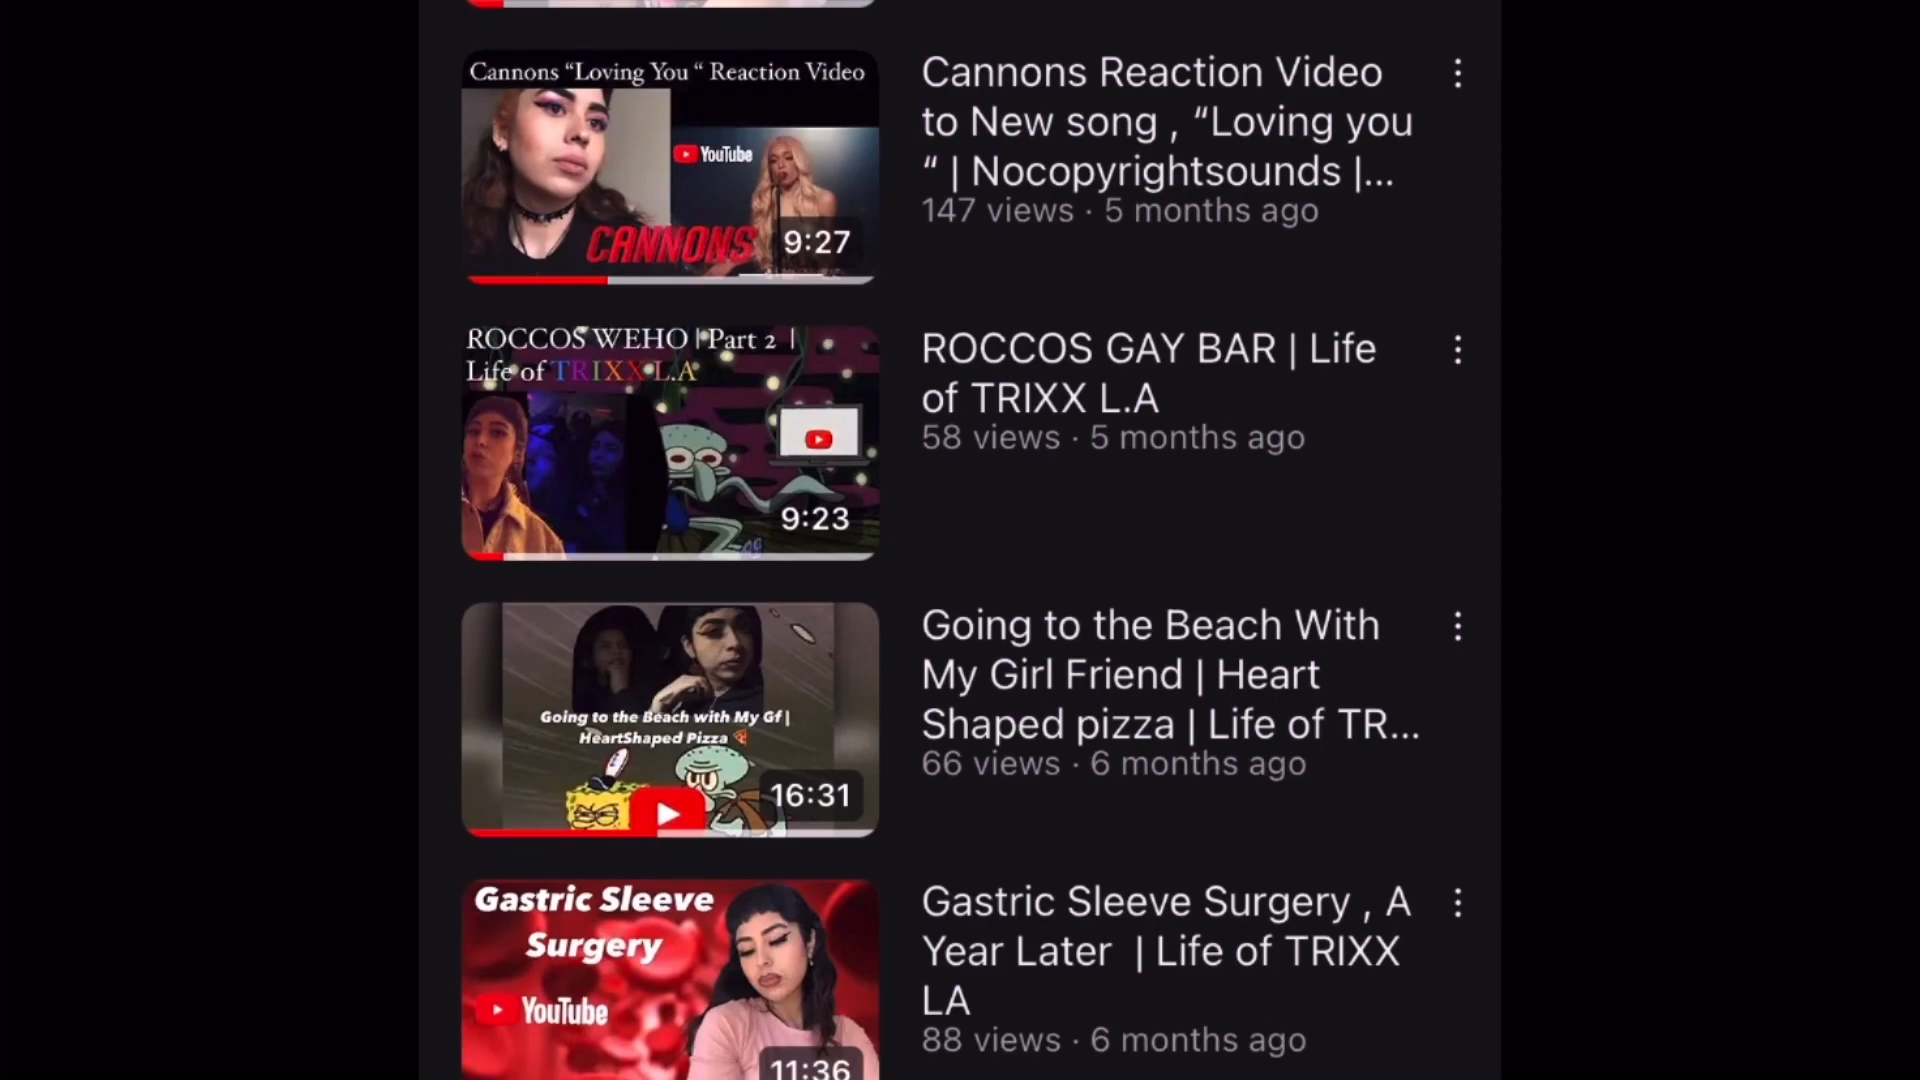 Cannons “Loving You “ Reaction Video
YouTube
CANNONS
9:27
Cannons Reaction Video
to New song , “Loving you
“ | Nocopyrightsounds |...
147 views · 5 months ago
ROCCOS WEHO | Part 2 |
Life of TRIXX L.A
9:23
ROCCOS GAY BAR | Life
of TRIXX L.A
58 views · 5 months ago
Going to the Beach with My Gf |
HeartShaped Pizza 🍕
16:31
Going to the Beach With
My Girl Friend | Heart
Shaped pizza | Life of TR...
66 views · 6 months ago
Gastric Sleeve
Surgery
YouTube
11:36
Gastric Sleeve Surgery , A
Year Later | Life of TRIXX
LA
88 views · 6 months ago